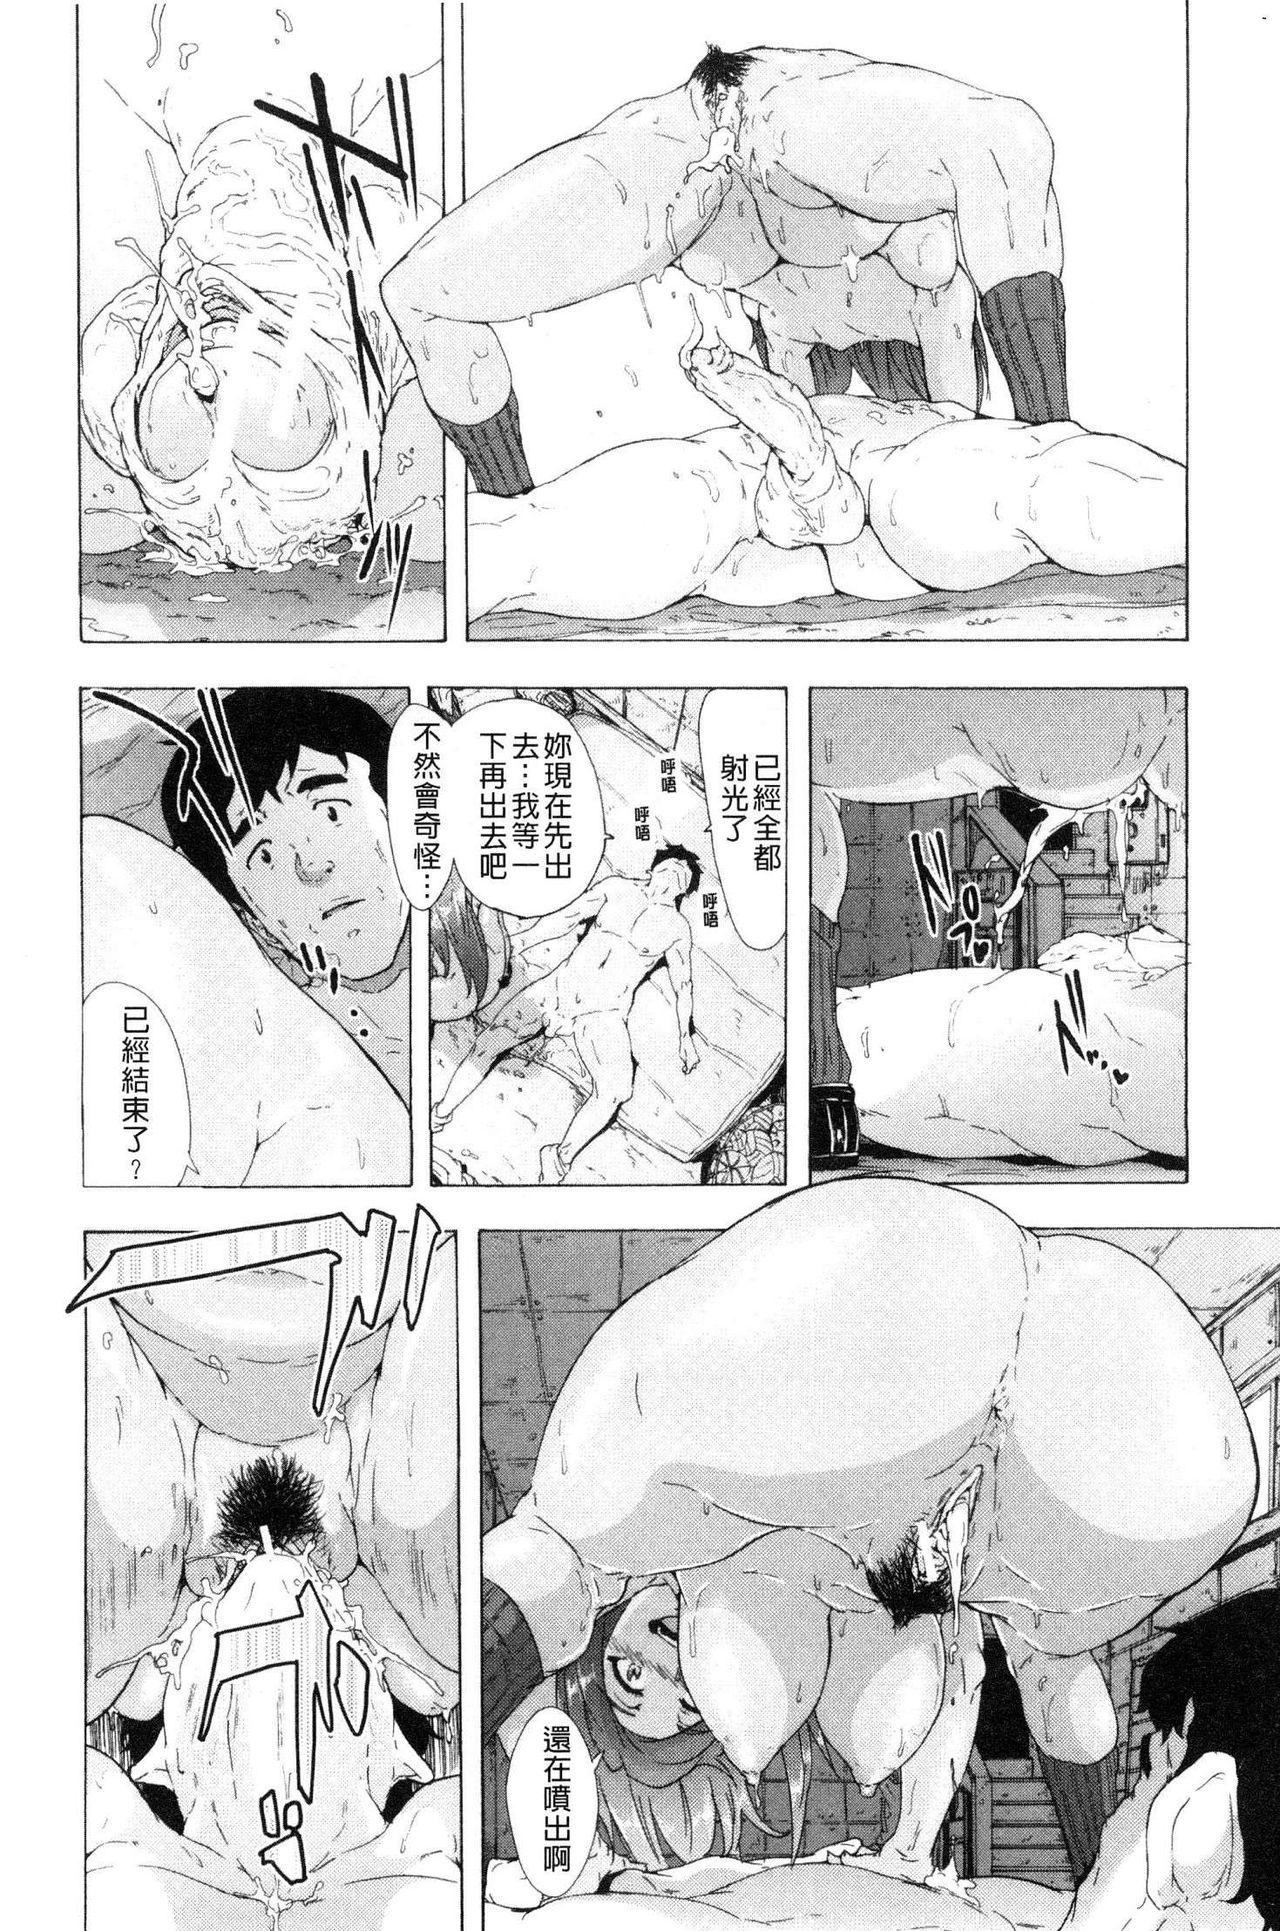 已經全都
射光了
呼唔
呼唔
呼唔
妳現在先出
去…我等一
下再出去吧
不然會奇怪…
已經結束了?
還在噴出啊